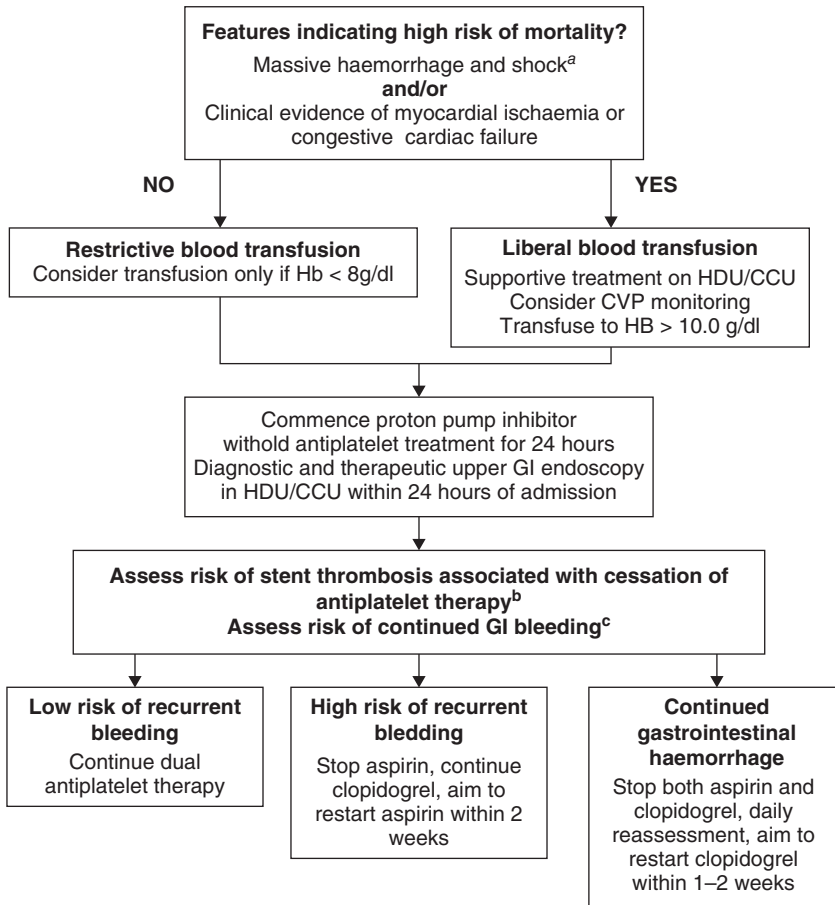 Features indicating high risk of mortality?
Massive haemorrhage and shockᵃ
and/or
Clinical evidence of myocardial ischaemia or
congestive cardiac failure
NO
YES
Restrictive blood transfusion
Consider transfusion only if Hb < 8g/dl
Liberal blood transfusion
Supportive treatment on HDU/CCU
Consider CVP monitoring
Transfuse to HB > 10.0 g/dl
Commence proton pump inhibitor
withold antiplatelet treatment for 24 hours
Diagnostic and therapeutic upper GI endoscopy
in HDU/CCU within 24 hours of admission
Assess risk of stent thrombosis associated with cessation of
antiplatelet therapyᵇ
Assess risk of continued GI bleedingᶜ
Low risk of recurrent
bleeding
Continue dual
antiplatelet therapy
High risk of recurrent
bledding
Stop aspirin, continue
clopidogrel, aim to
restart aspirin within 2
weeks
Continued
gastrointestinal
haemorrhage
Stop both aspirin and
clopidogrel, daily
reassessment, aim to
restart clopidogrel
within 1–2 weeks